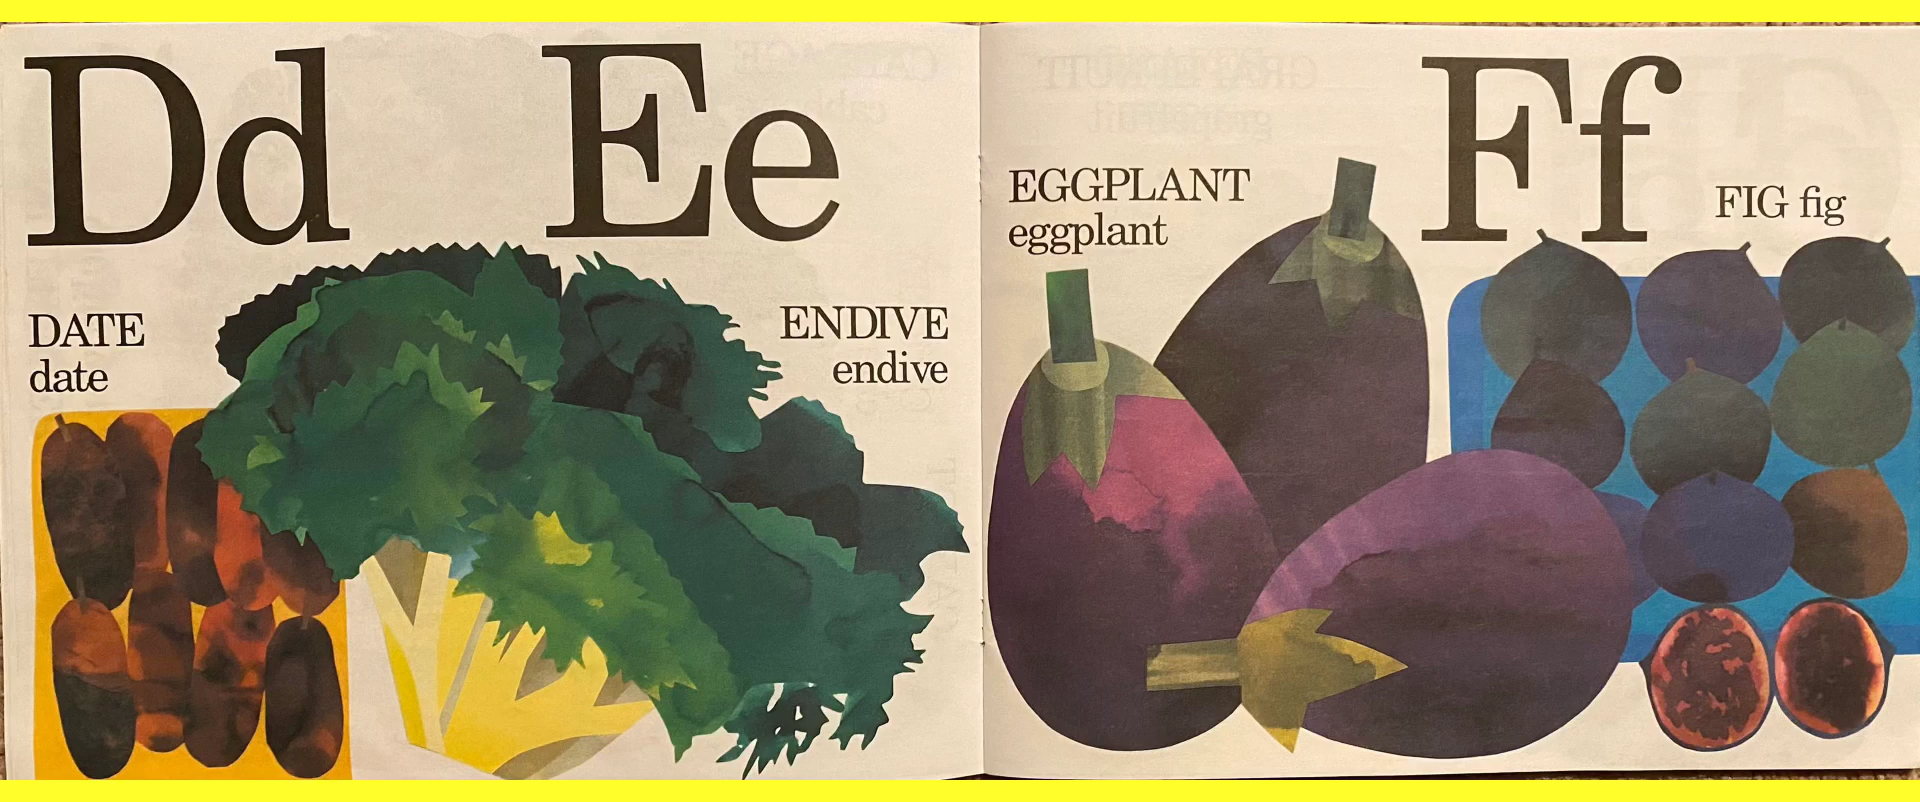 Dd Ee
DATE
date
ENDIVE
endive
EGGPLANT
eggplant
Ff
FIG fig